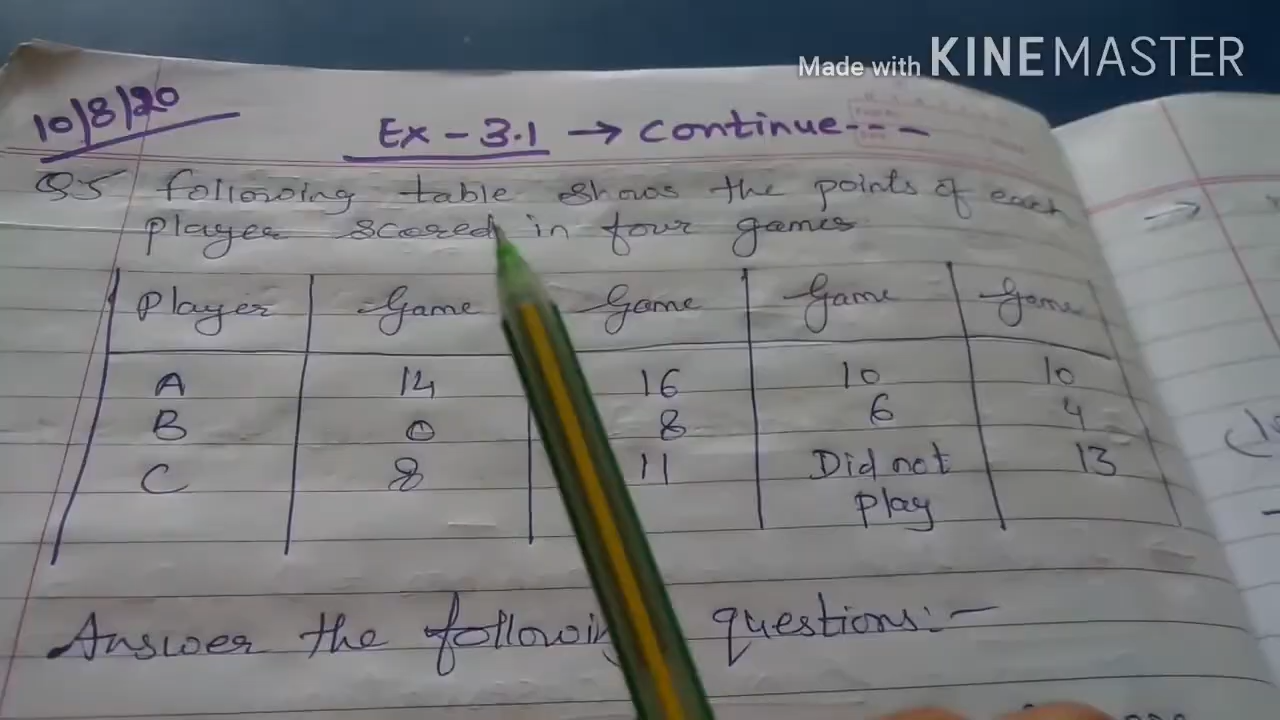 Made with KINEMASTER
10/8/20
Ex - 3.1 → continue---
Q5 following table shows the points of each
player scored in four games
Player Game Game Game Game
A 14 16 10 10
B 0 8 6 4
C 8 11 Did not 13
play
Answer the following questions:-